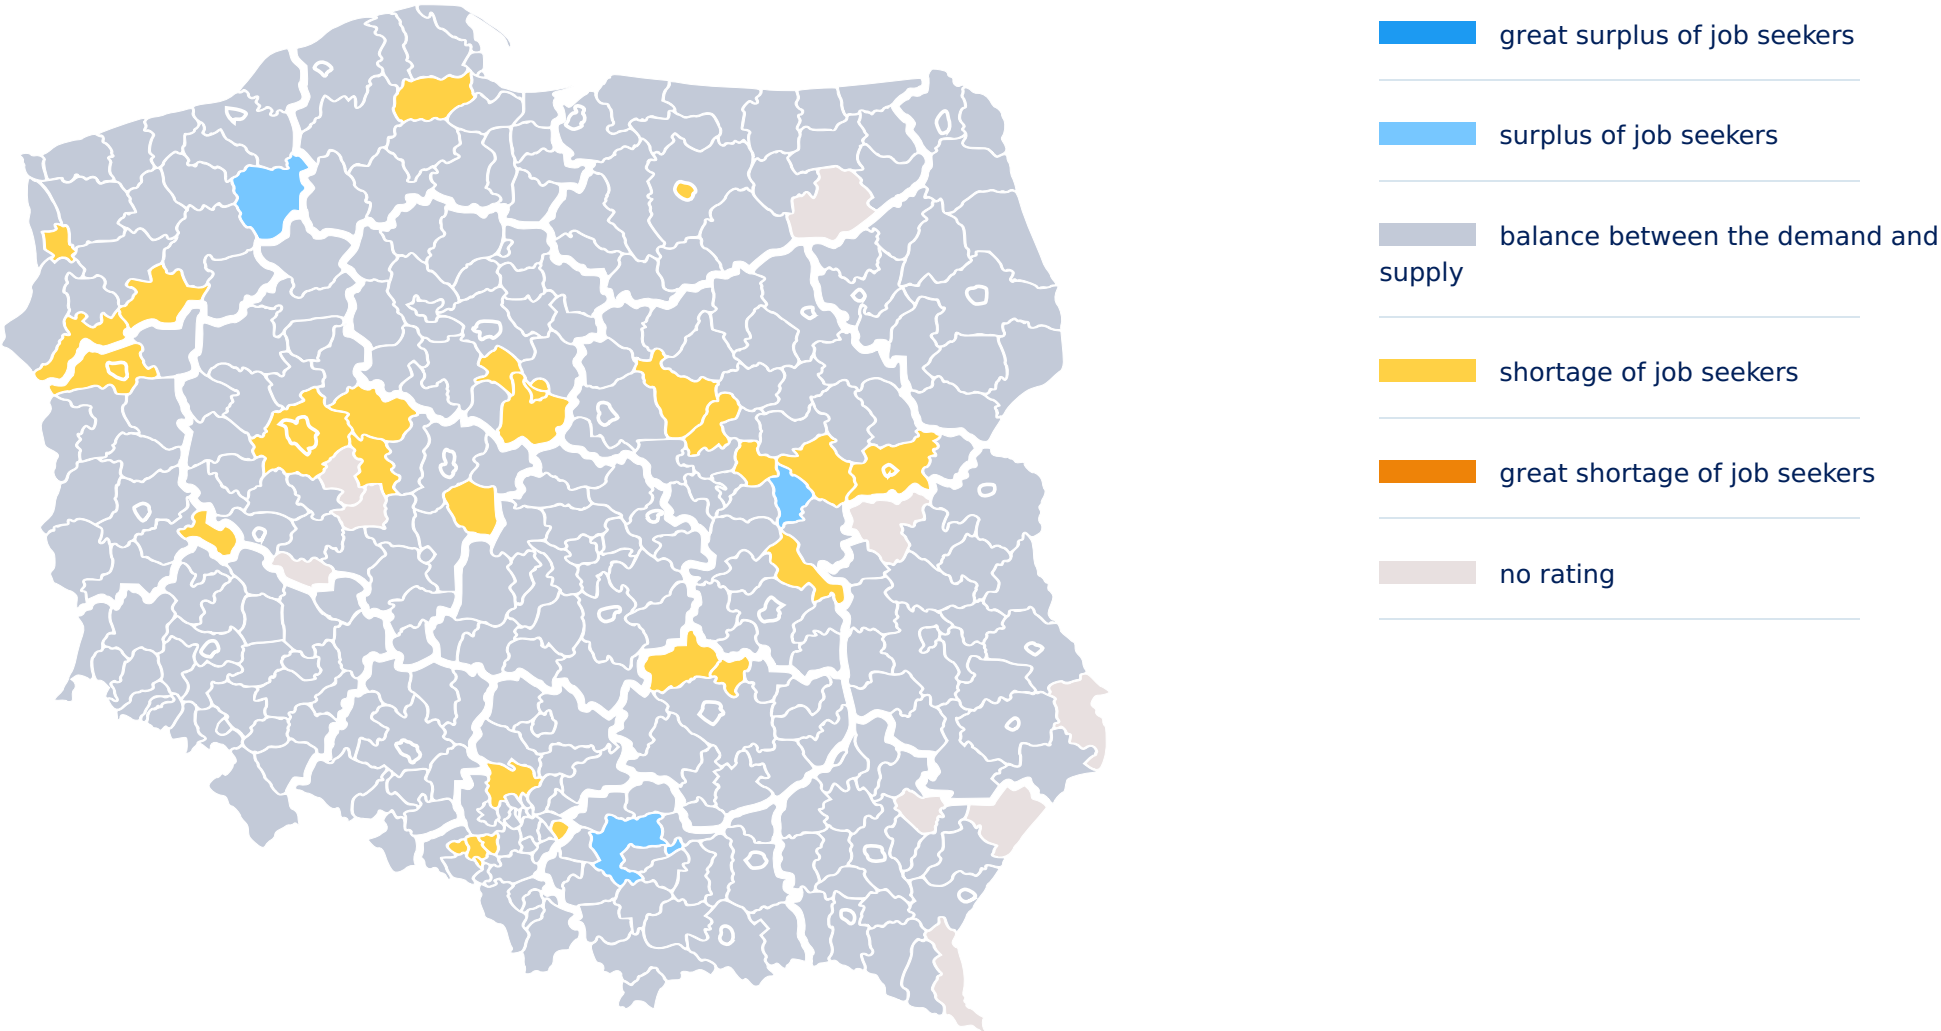 great surplus of job seekers
surplus of job seekers
balance between the demand and
supply
shortage of job seekers
great shortage of job seekers
no rating